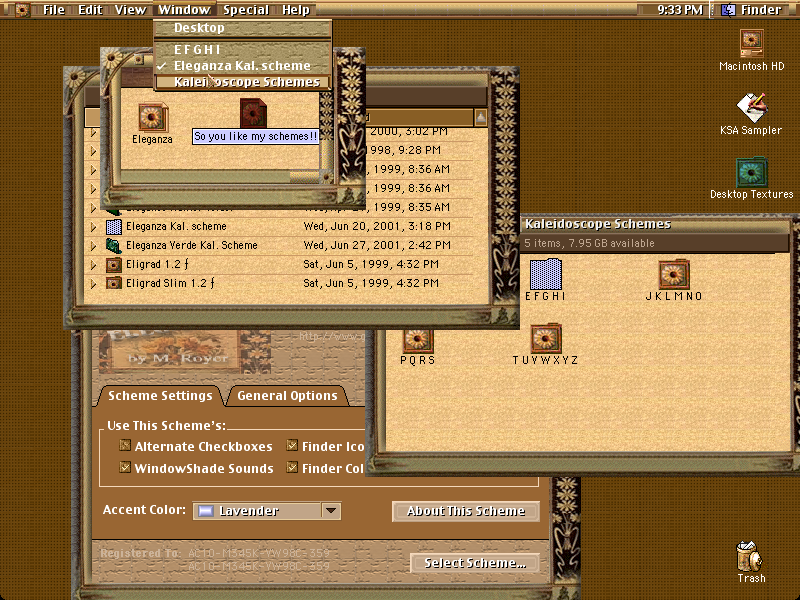 File Edit View Window Special Help 9:33 PM Finder
Desktop
E F G H I
Eleganza Kal. scheme
Kaleidoscope Schemes
Macintosh HD
KSA Sampler
Desktop Textures
Trash
Eleganza
So you like my schemes!!
2000, 3:02 PM
1998, 9:28 PM
1999, 8:36 AM
1999, 8:36 AM
1999, 8:35 AM
Eleganza Kal. scheme Wed, Jun 20, 2001, 3:18 PM
Eleganza Verde Kal. Scheme Wed, Jun 27, 2001, 2:42 PM
Eligrad 1.2 ƒ Sat, Jun 5, 1999, 4:32 PM
Eligrad Slim 1.2 ƒ Sat, Jun 5, 1999, 4:32 PM
Kaleidoscope Schemes
5 items, 7.95 GB available
E F G H I
J K L M N O
P Q R S
T U V W X Y Z
by M. Royer
http://www
Scheme Settings General Options
Use This Scheme's:
Alternate Checkboxes Finder Ico
WindowShade Sounds Finder Col
Accent Color: Lavender About This Scheme
Registered To:
Select Scheme...